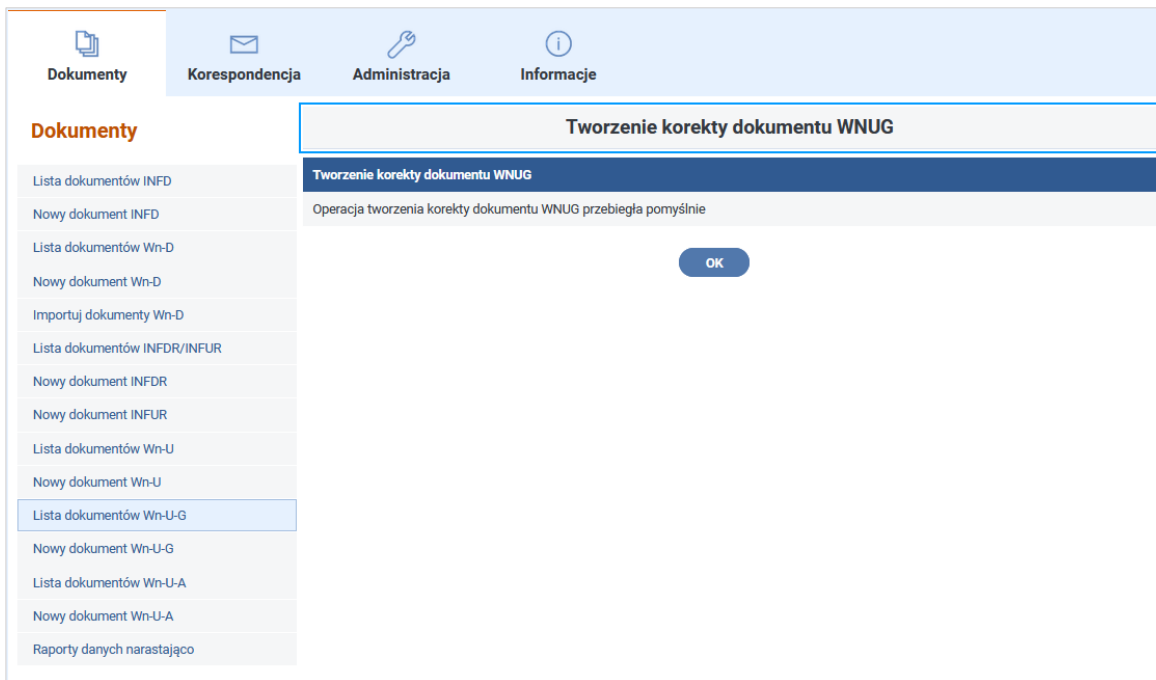 Dokumenty
Korespondencja
Administracja
Informacje
Dokumenty
Lista dokumentów INFD
Nowy dokument INFD
Lista dokumentów Wn-D
Nowy dokument Wn-D
Importuj dokumenty Wn-D
Lista dokumentów INFDR/INFUR
Nowy dokument INFDR
Nowy dokument INFUR
Lista dokumentów Wn-U
Nowy dokument Wn-U
Lista dokumentów Wn-U-G
Nowy dokument Wn-U-G
Lista dokumentów Wn-U-A
Nowy dokument Wn-U-A
Raporty danych narastająco
Tworzenie korekty dokumentu WNUG
Tworzenie korekty dokumentu WNUG
Operacja tworzenia korekty dokumentu WNUG przebiegła pomyślnie
OK